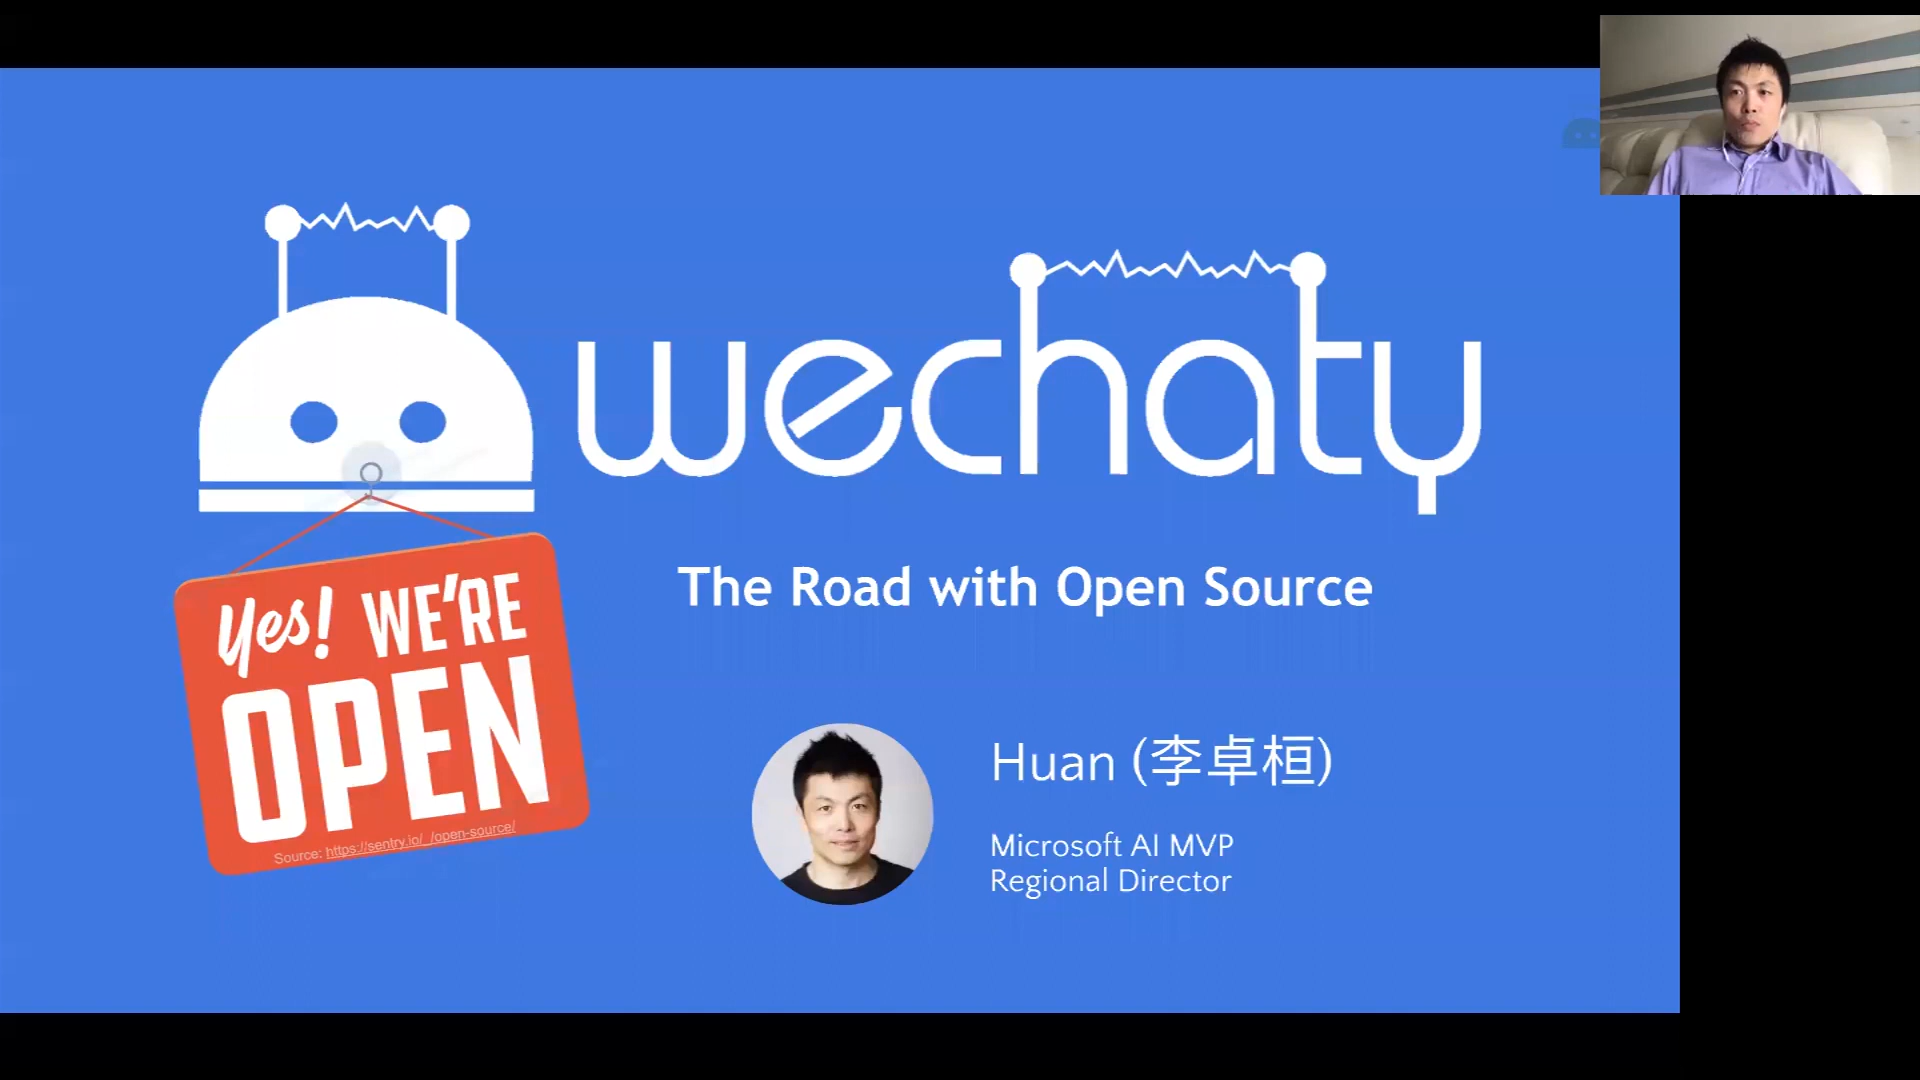 wechaty
The Road with Open Source
Yes! WE'RE
OPEN
Source: https://sentry.io/_/open-source/
Huan (李卓桓)
Microsoft AI MVP
Regional Director